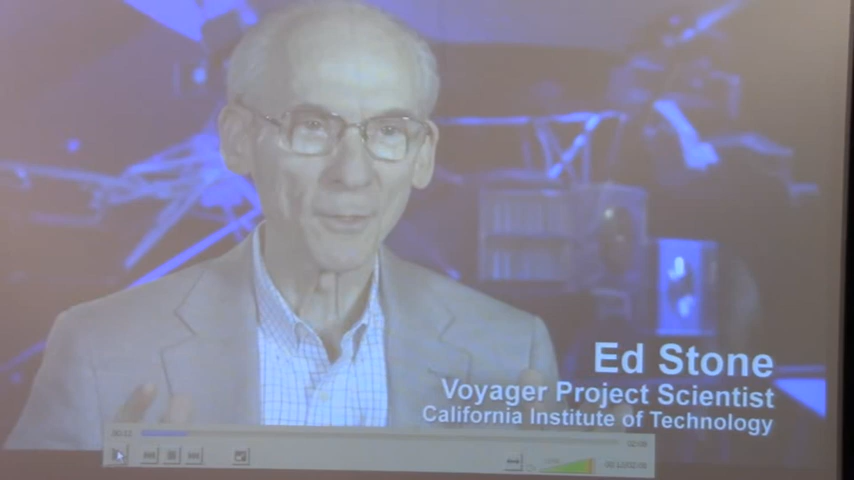 Ed Stone
Voyager Project Scientist
California Institute of Technology